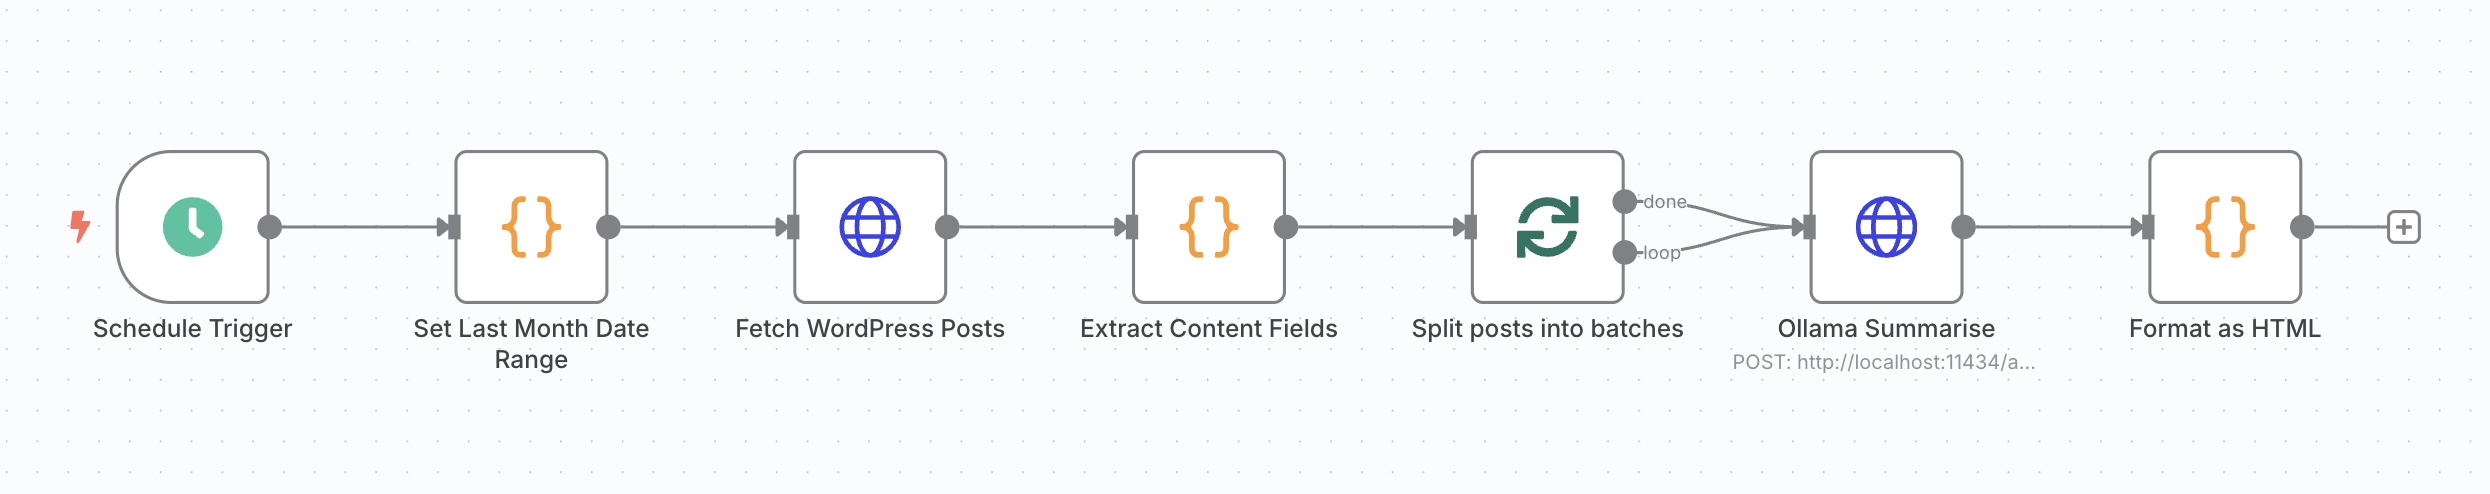 done
loop
Schedule Trigger
Set Last Month Date
Range
Fetch WordPress Posts
Extract Content Fields
Split posts into batches
Ollama Summarise
POST: http://localhost:11434/a...
Format as HTML